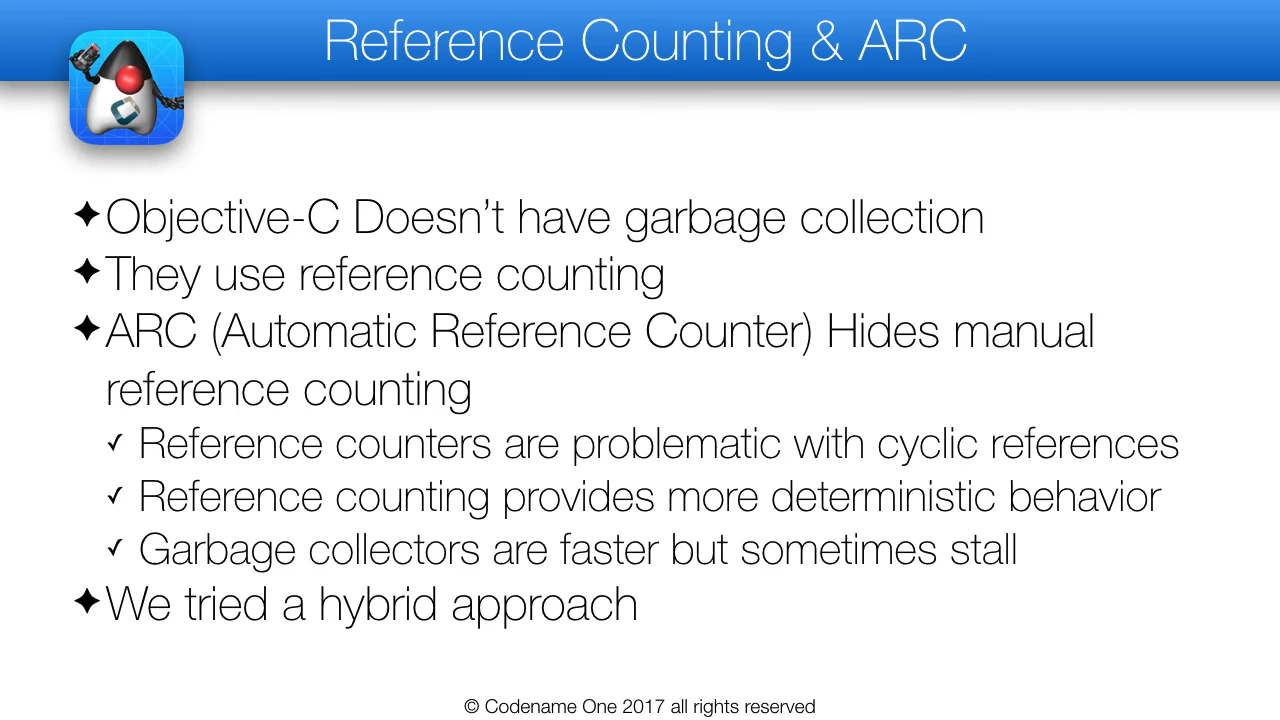 Reference Counting & ARC
✦Objective-C Doesn’t have garbage collection
✦They use reference counting
✦ARC (Automatic Reference Counter) Hides manual
reference counting
✓ Reference counters are problematic with cyclic references
✓ Reference counting provides more deterministic behavior
✓ Garbage collectors are faster but sometimes stall
✦We tried a hybrid approach
© Codename One 2017 all rights reserved